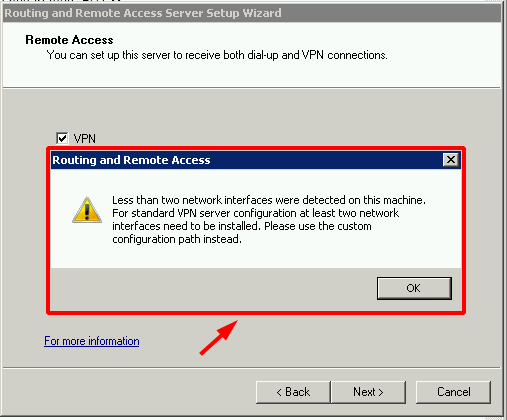 Routing and Remote Access Server Setup Wizard
Remote Access
You can set up this server to receive both dial-up and VPN connections.
VPN
Routing and Remote Access
Less than two network interfaces were detected on this machine.
For standard VPN server configuration at least two network
interfaces need to be installed. Please use the custom
configuration path instead.
OK
For more information
< Back
Next >
Cancel